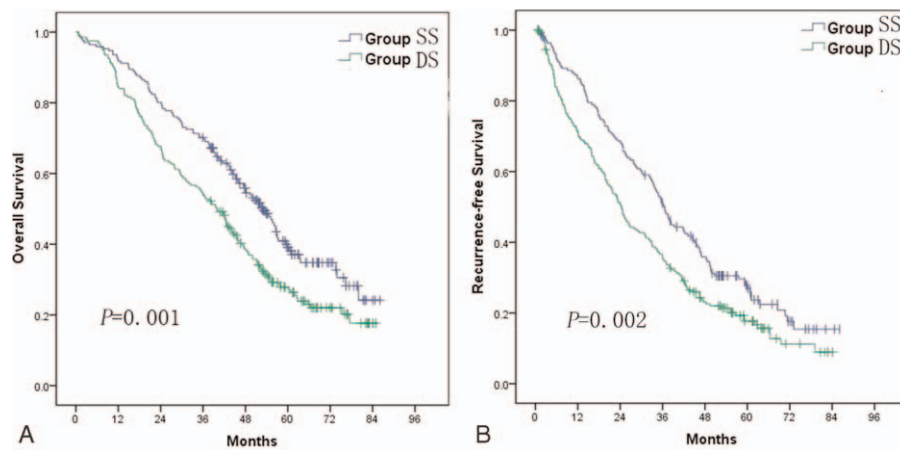 Group SS
Group DS
1.0
0.8
0.6
0.4
0.2
0.0
Overall Survival
P=0.001
0 12 24 36 48 60 72 84 96
Months
A
Group SS
Group DS
1.0
0.8
0.6
0.4
0.2
0.0
Recurrence-free Survival
P=0.002
0 12 24 36 48 60 72 84 96
Months
B